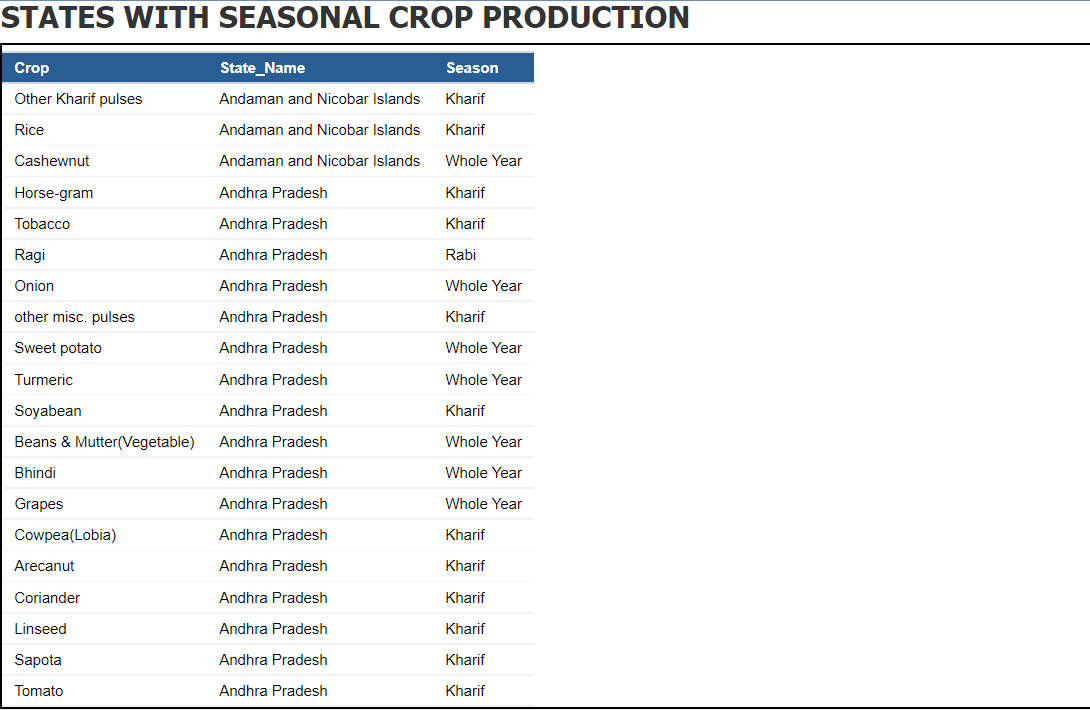 STATES WITH SEASONAL CROP PRODUCTION
Crop State_Name Season
Other Kharif pulses Andaman and Nicobar Islands Kharif
Rice Andaman and Nicobar Islands Kharif
Cashewnut Andaman and Nicobar Islands Whole Year
Horse-gram Andhra Pradesh Kharif
Tobacco Andhra Pradesh Kharif
Ragi Andhra Pradesh Rabi
Onion Andhra Pradesh Whole Year
other misc. pulses Andhra Pradesh Kharif
Sweet potato Andhra Pradesh Whole Year
Turmeric Andhra Pradesh Whole Year
Soyabean Andhra Pradesh Kharif
Beans & Mutter(Vegetable) Andhra Pradesh Whole Year
Bhindi Andhra Pradesh Whole Year
Grapes Andhra Pradesh Whole Year
Cowpea(Lobia) Andhra Pradesh Kharif
Arecanut Andhra Pradesh Kharif
Coriander Andhra Pradesh Kharif
Linseed Andhra Pradesh Kharif
Sapota Andhra Pradesh Kharif
Tomato Andhra Pradesh Kharif